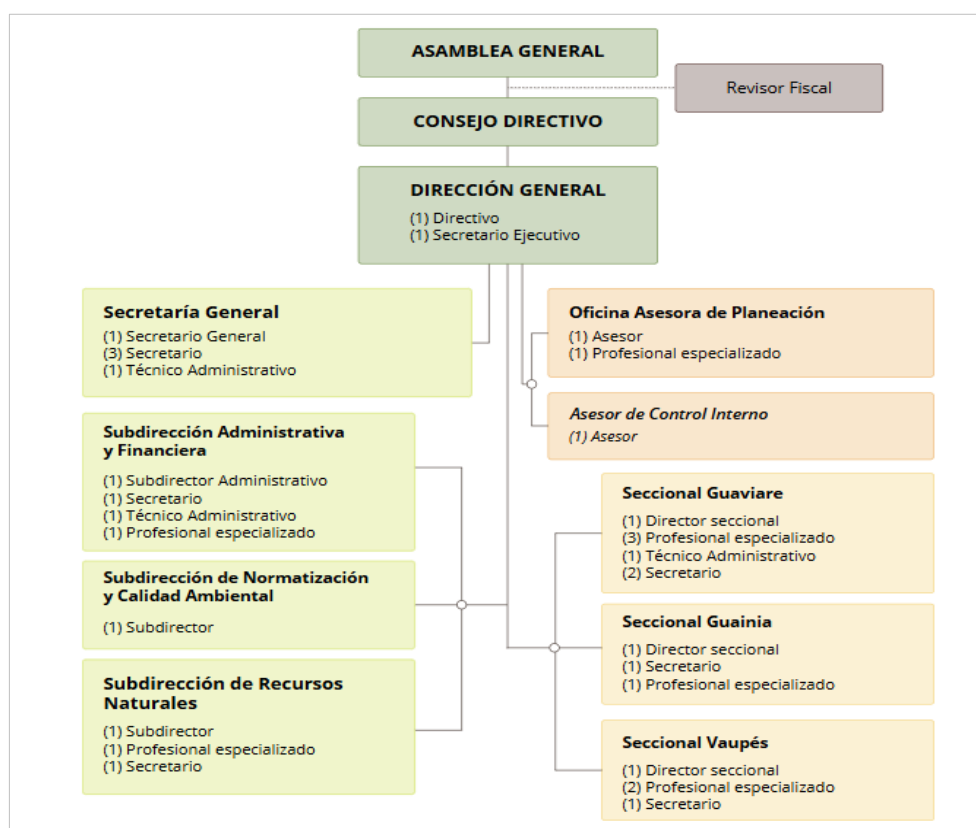 ASAMBLEA GENERAL
Revisor Fiscal
CONSEJO DIRECTIVO
DIRECCIÓN GENERAL
(1) Directivo
(1) Secretario Ejecutivo
Secretaría General
(1) Secretario General
(3) Secretario
(1) Técnico Administrativo
Oficina Asesora de Planeación
(1) Asesor
(1) Profesional especializado
Asesor de Control Interno
(1) Asesor
Subdirección Administrativa
y Financiera
(1) Subdirector Administrativo
(1) Secretario
(1) Técnico Administrativo
(1) Profesional especializado
Subdirección de Normatización
y Calidad Ambiental
(1) Subdirector
Subdirección de Recursos
Naturales
(1) Subdirector
(1) Profesional especializado
(1) Secretario
Seccional Guaviare
(1) Director seccional
(3) Profesional especializado
(1) Técnico Administrativo
(2) Secretario
Seccional Guainia
(1) Director seccional
(1) Secretario
(1) Profesional especializado
Seccional Vaupés
(1) Director seccional
(2) Profesional especializado
(1) Secretario